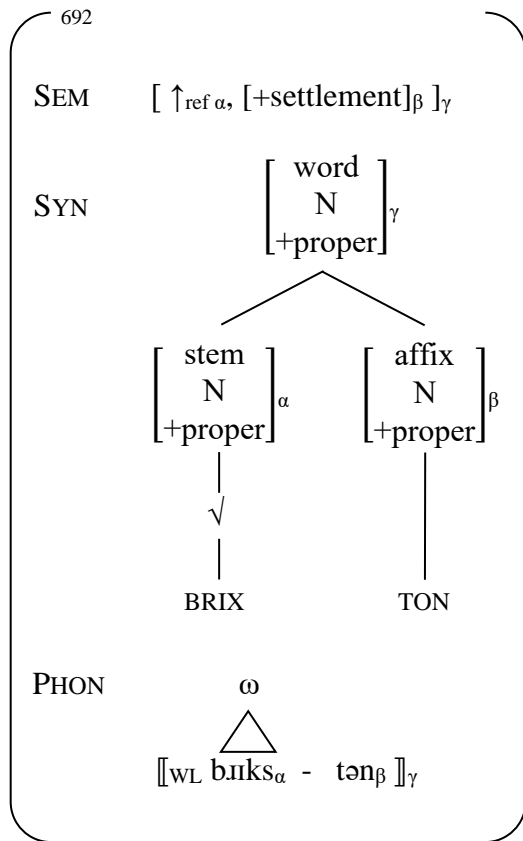 692
SEM [ ↑ref α, [+settlement]β ]γ
word
SYN N γ
+proper
stem affix
N α N β
+proper +proper
√
BRIX TON
PHON ω
⟦WL bɹɪksα - tənβ ⟧γ